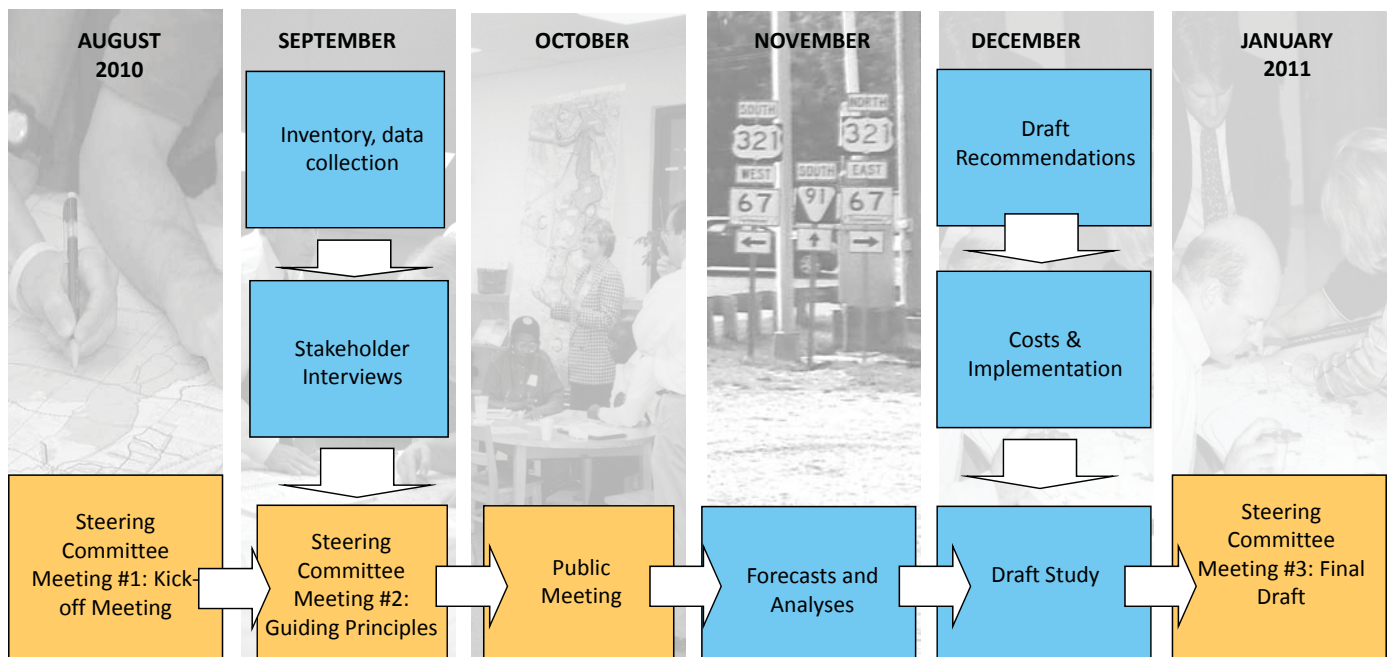 AUGUST
2010
SEPTEMBER
OCTOBER
NOVEMBER
DECEMBER
JANUARY
2011
Inventory, data
collection
Stakeholder
Interviews
SOUTH
321
WEST
67
SOUTH
91
NORTH
321
EAST
67
Draft
Recommendations
Costs &
Implementation
Steering
Committee
Meeting #1: Kick-
off Meeting
Steering
Committee
Meeting #2:
Guiding Principles
Public
Meeting
Forecasts and
Analyses
Draft Study
Steering
Committee
Meeting #3: Final
Draft